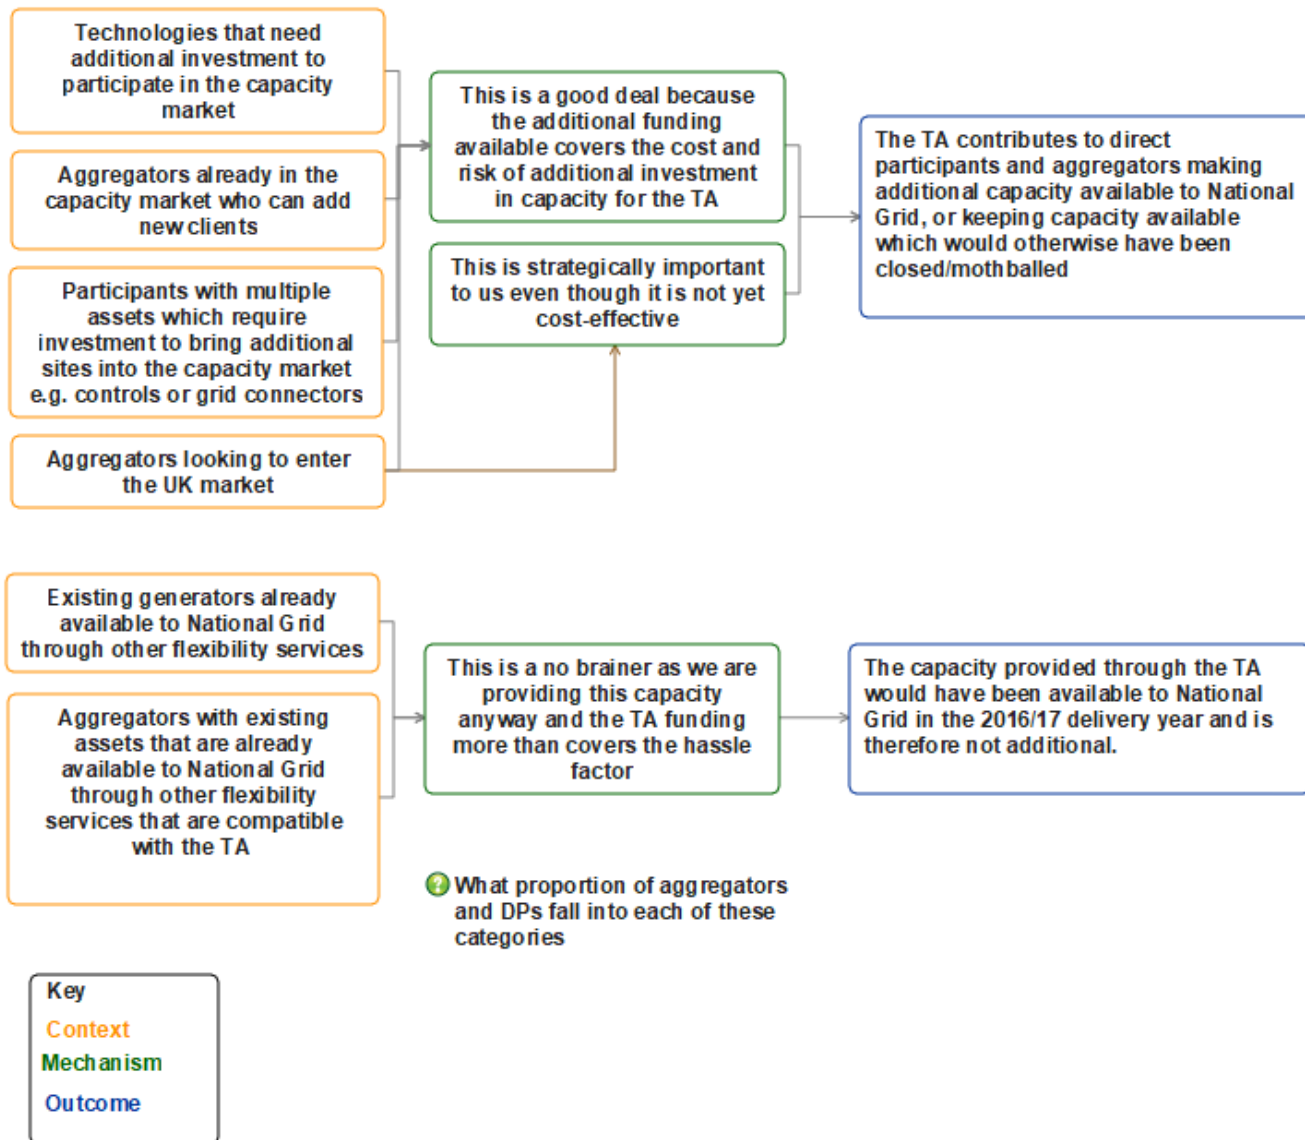 Technologies that need
additional investment to
participate in the capacity
market
Aggregators already in the
capacity market who can add
new clients
Participants with multiple
assets which require
investment to bring additional
sites into the capacity market
e.g. controls or grid connectors
Aggregators looking to enter
the UK market
This is a good deal because
the additional funding
available covers the cost and
risk of additional investment
in capacity for the TA
This is strategically important
to us even though it is not yet
cost-effective
The TA contributes to direct
participants and aggregators making
additional capacity available to National
Grid, or keeping capacity available
which would otherwise have been
closed/mothballed
Existing generators already
available to National Grid
through other flexibility services
Aggregators with existing
assets that are already
available to National Grid
through other flexibility
services that are compatible
with the TA
This is a no brainer as we are
providing this capacity
anyway and the TA funding
more than covers the hassle
factor
The capacity provided through the TA
would have been available to National
Grid in the 2016/17 delivery year and is
therefore not additional.
? What proportion of aggregators
and DPs fall into each of these
categories
Key
Context
Mechanism
Outcome